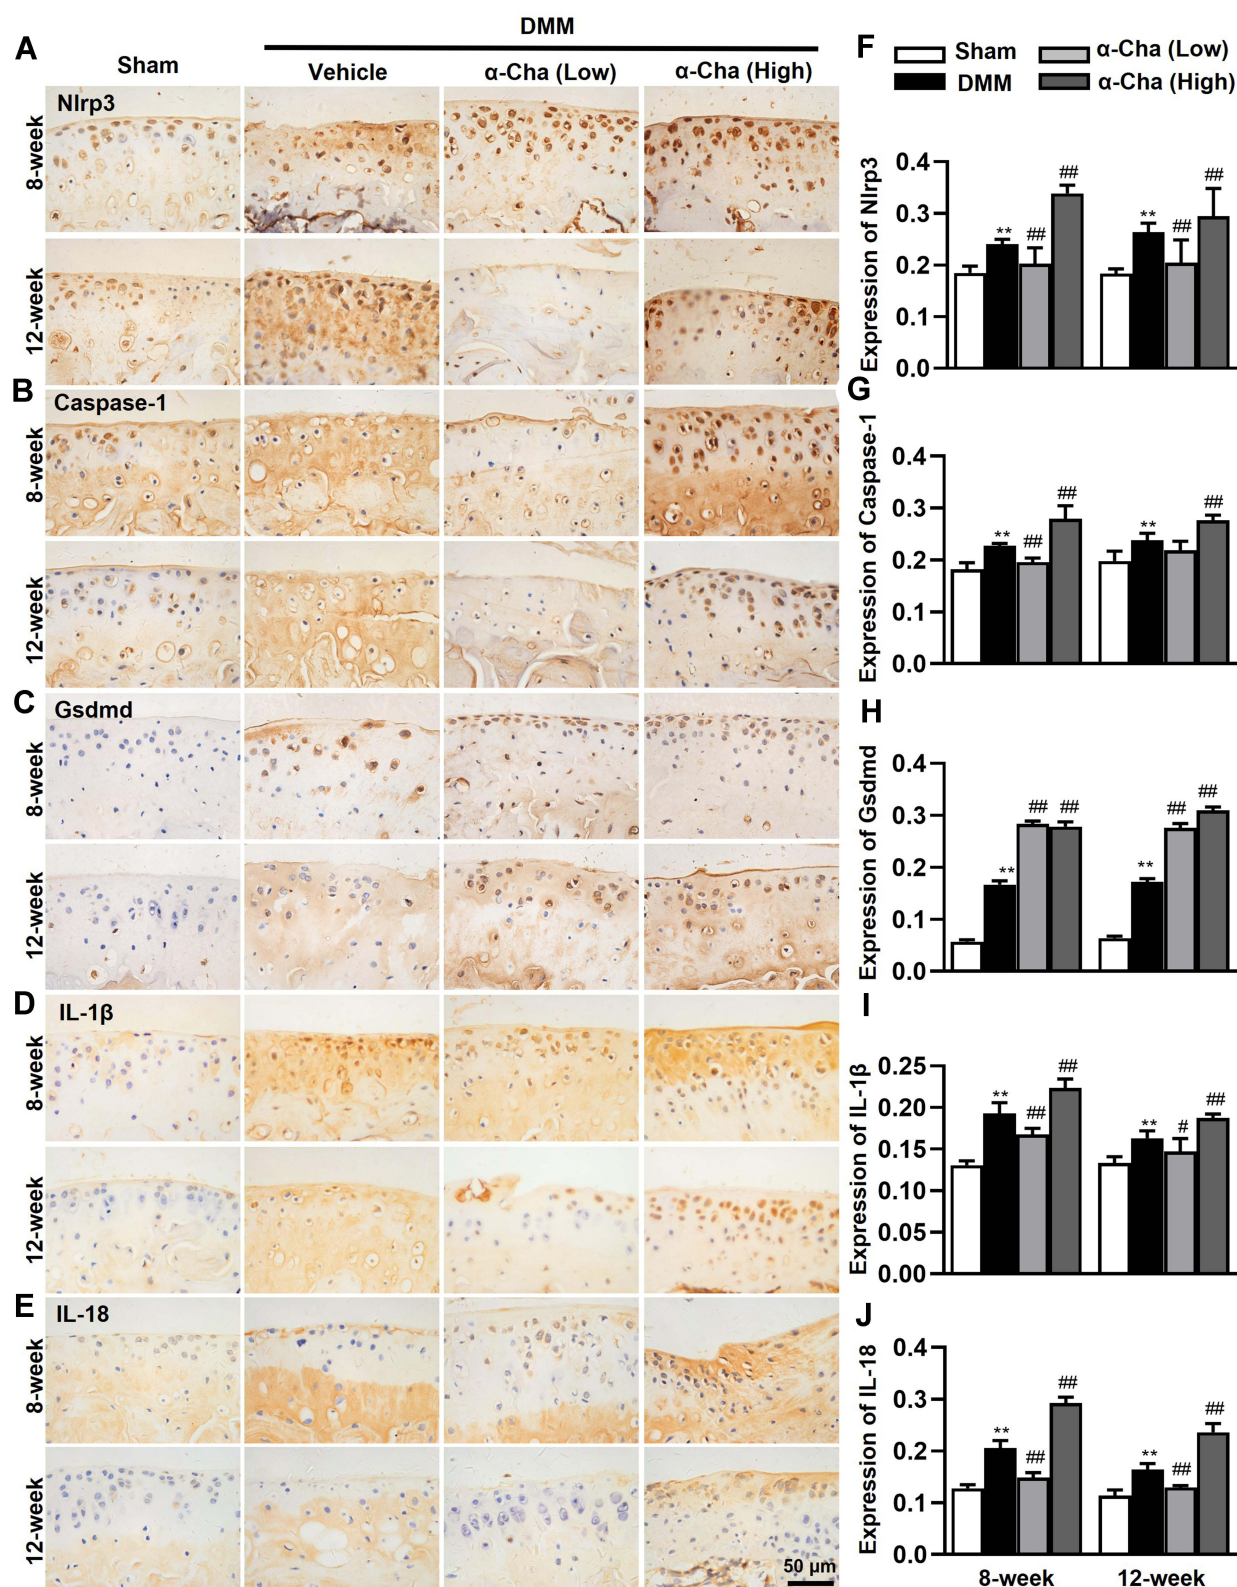 DMM
A
Sham
Vehicle
α-Cha (Low)
α-Cha (High)
Nlrp3
8-week
12-week
B
Caspase-1
8-week
12-week
C
Gsdmd
8-week
12-week
D
IL-1β
8-week
12-week
E
IL-18
8-week
12-week
50 µm
F
Sham
α-Cha (Low)
DMM
α-Cha (High)
Expression of Nlrp3
0.4
0.3
0.2
0.1
0.0
**
##
##
**
##
##
G
Expression of Caspase-1
0.4
0.3
0.2
0.1
0.0
**
##
##
**
##
H
Expression of Gsdmd
0.4
0.3
0.2
0.1
0.0
**
##
##
**
##
##
I
Expression of IL-1β
0.25
0.20
0.15
0.10
0.05
0.00
**
##
##
**
#
##
J
Expression of IL-18
0.4
0.3
0.2
0.1
0.0
**
##
##
**
##
##
8-week
12-week